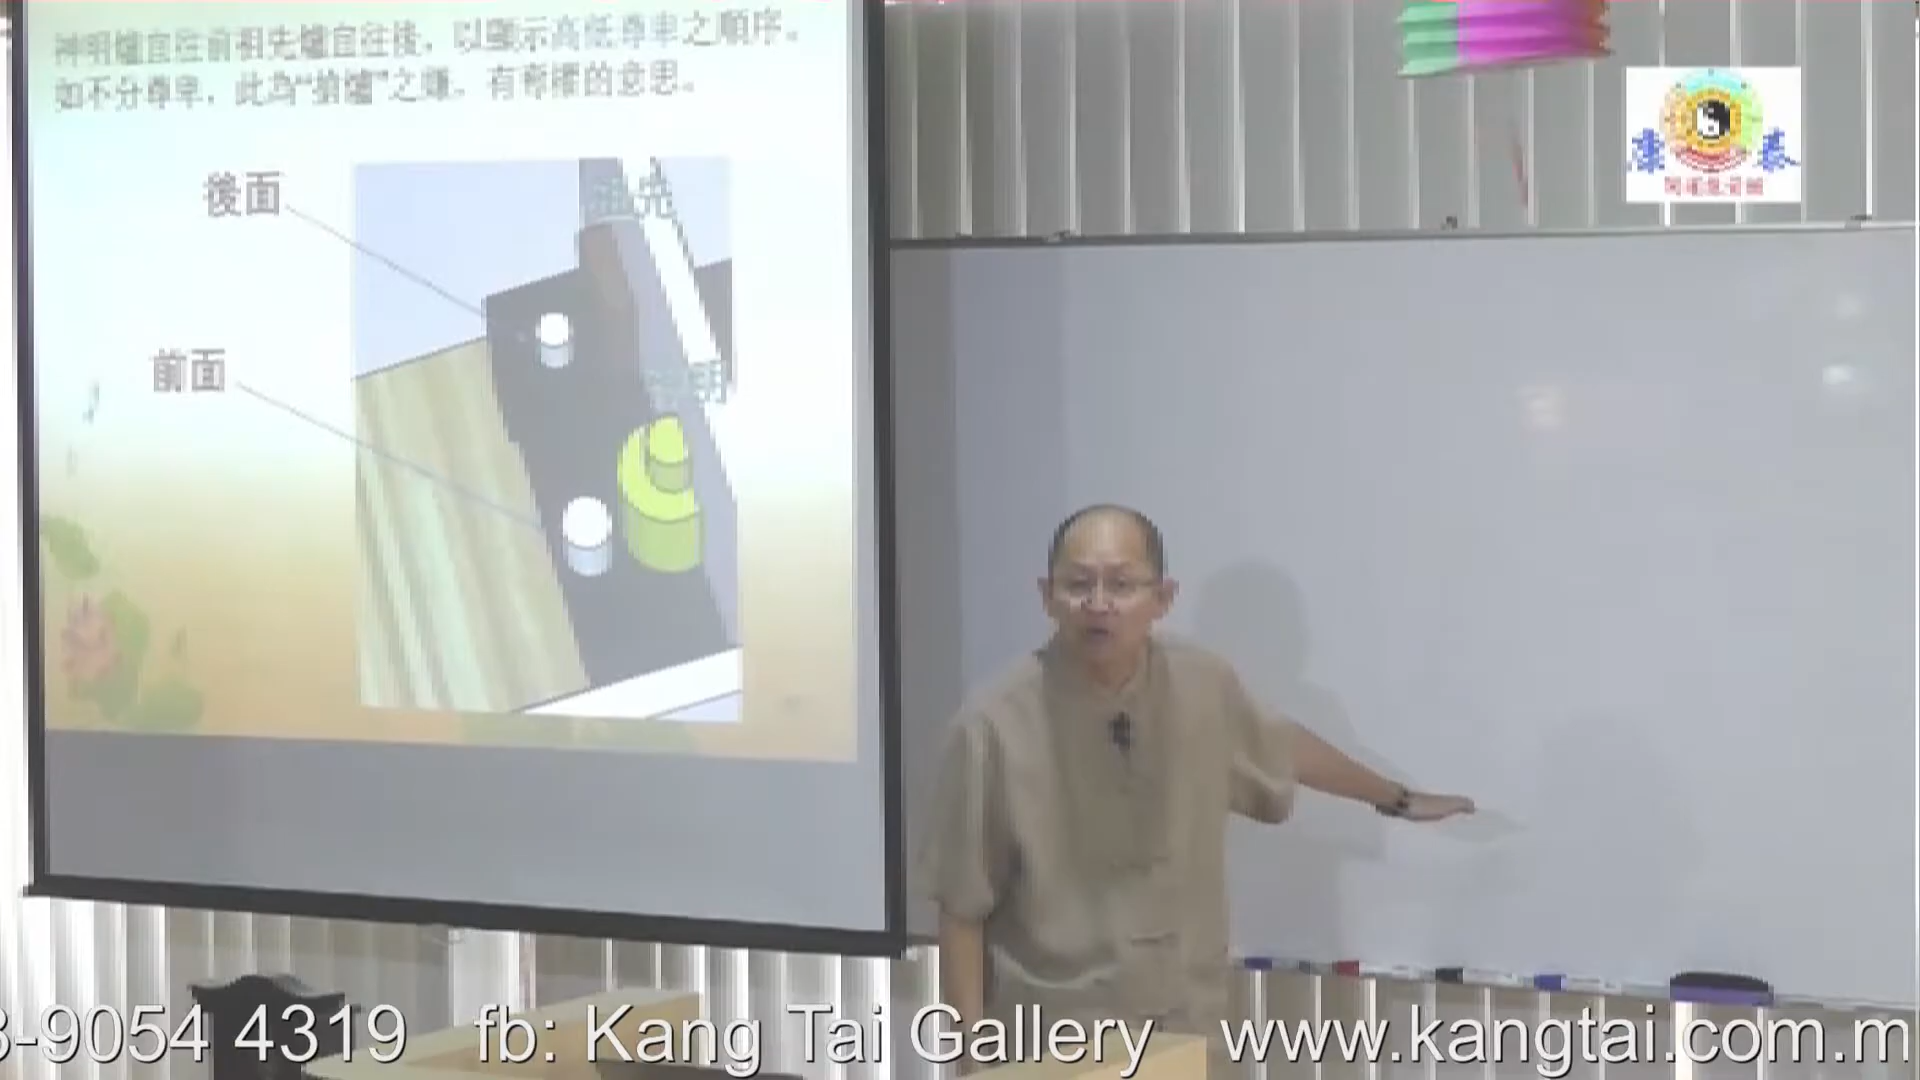 神明爐宜往前祖先爐宜往後，以顯示高低尊卑之順序。
如不分尊卑，此為“搶爐”之嫌，有奪權的意思。
後面
祖先
前面
神明
康 泰
3-9054 4319 fb: Kang Tai Gallery www.kangtai.com.m